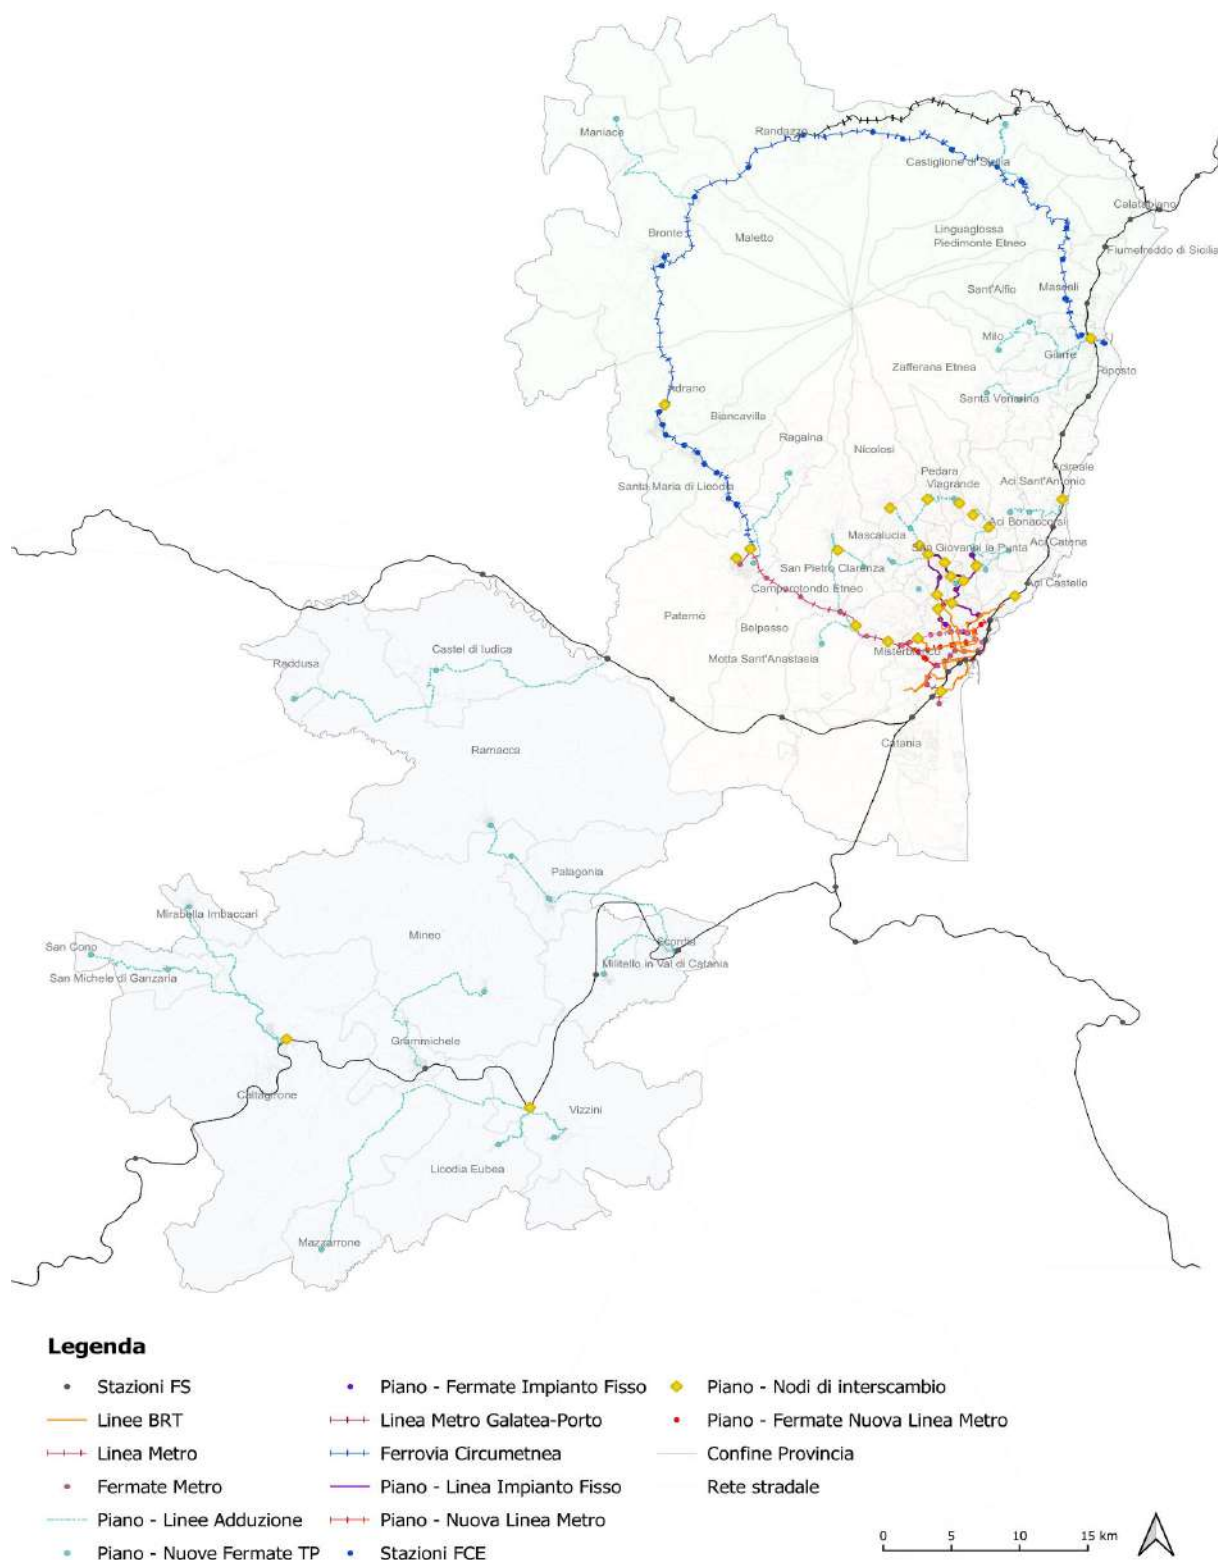 Maniace
Randazzo
Castiglione di Sicilia
Calatabiano
Bronte
Maletto
Linguaglossa
Piedimonte Etneo
Fiumefreddo di Sicilia
Sant'Alfio
Mascali
Milo
Giarre
Riposto
Zafferana Etnea
Adrano
Santa Venerina
Biancavilla
Ragalna
Nicolosi
Acireale
Pedara
Viagrande
Aci Sant'Antonio
Santa Maria di Licodia
Aci Bonaccorsi
Mascalucia
Aci Catena
San Giovanni la Punta
San Pietro Clarenza
Aci Castello
Camporotondo Etneo
Paternò
Belpasso
Misterbianco
Motta Sant'Anastasia
Castel di Iudica
Raddusa
Catania
Ramacca
Palagonia
Mirabella Imbaccari
Mineo
San Cono
Scordia
San Michele di Ganzaria
Militello in Val di Catania
Grammichele
Caltagirone
Vizzini
Licodia Eubea
Mazzarrone
Legenda
Stazioni FS
Linee BRT
Linea Metro
Fermate Metro
Piano - Linee Adduzione
Piano - Nuove Fermate TP
Piano - Fermate Impianto Fisso
Linea Metro Galatea-Porto
Ferrovia Circumetnea
Piano - Linea Impianto Fisso
Piano - Nuova Linea Metro
Stazioni FCE
Piano - Nodi di interscambio
Piano - Fermate Nuova Linea Metro
Confine Provincia
Rete stradale
0 5 10 15 km